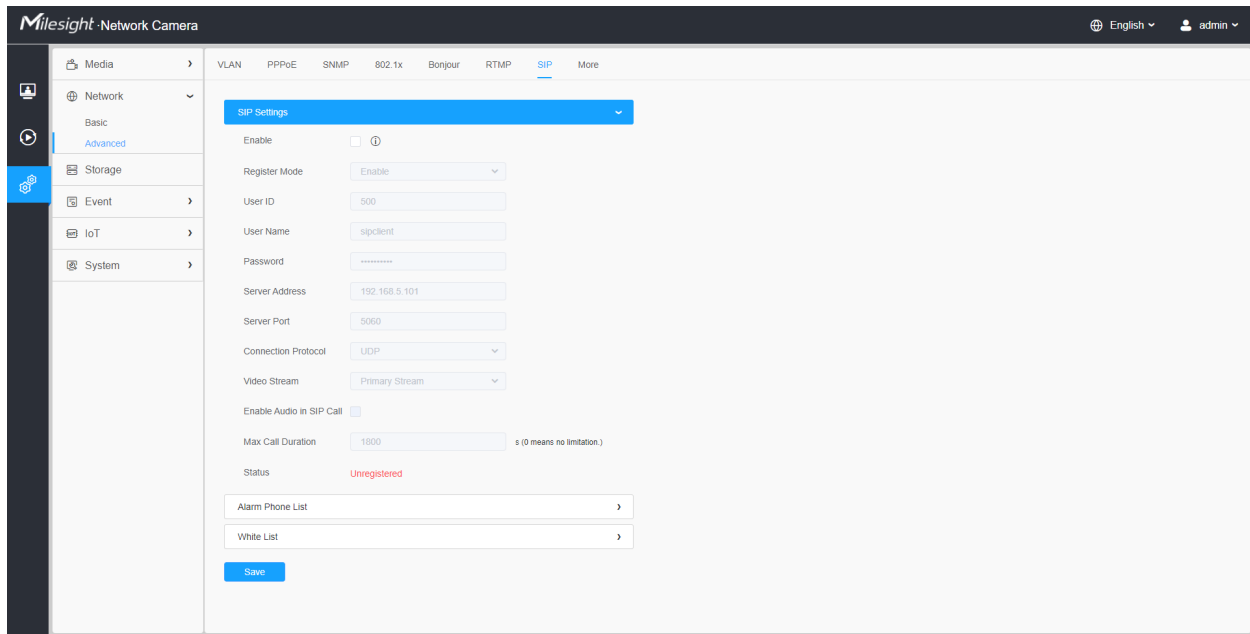 Milesight ·Network Camera
English
admin
Media
Network
Basic
Advanced
Storage
Event
IoT
System
VLAN PPPoE SNMP 802.1x Bonjour RTMP SIP More
SIP Settings
Enable
Register Mode Enable
User ID 500
User Name sipclient
Password ••••••••••
Server Address 192.168.5.101
Server Port 5060
Connection Protocol UDP
Video Stream Primary Stream
Enable Audio in SIP Call
Max Call Duration 1800 s (0 means no limitation.)
Status Unregistered
Alarm Phone List
White List
Save